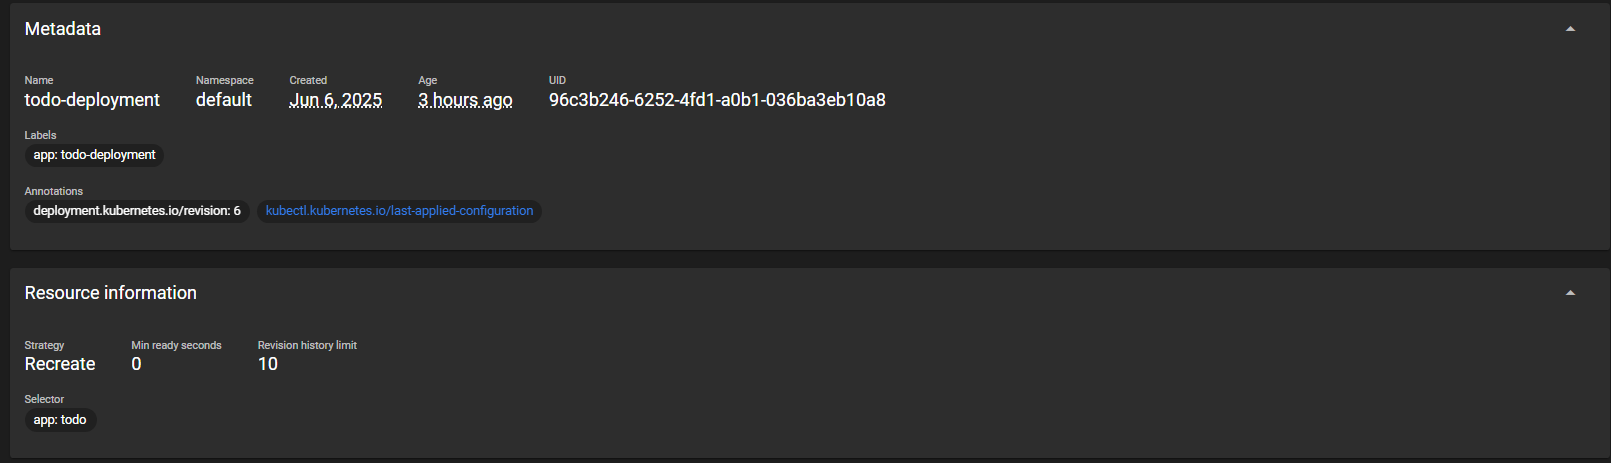 Metadata
Name Namespace Created Age UID
todo-deployment default Jun 6, 2025 3 hours ago 96c3b246-6252-4fd1-a0b1-036ba3eb10a8
Labels
app: todo-deployment
Annotations
deployment.kubernetes.io/revision: 6 kubectl.kubernetes.io/last-applied-configuration
Resource information
Strategy Min ready seconds Revision history limit
Recreate 0 10
Selector
app: todo